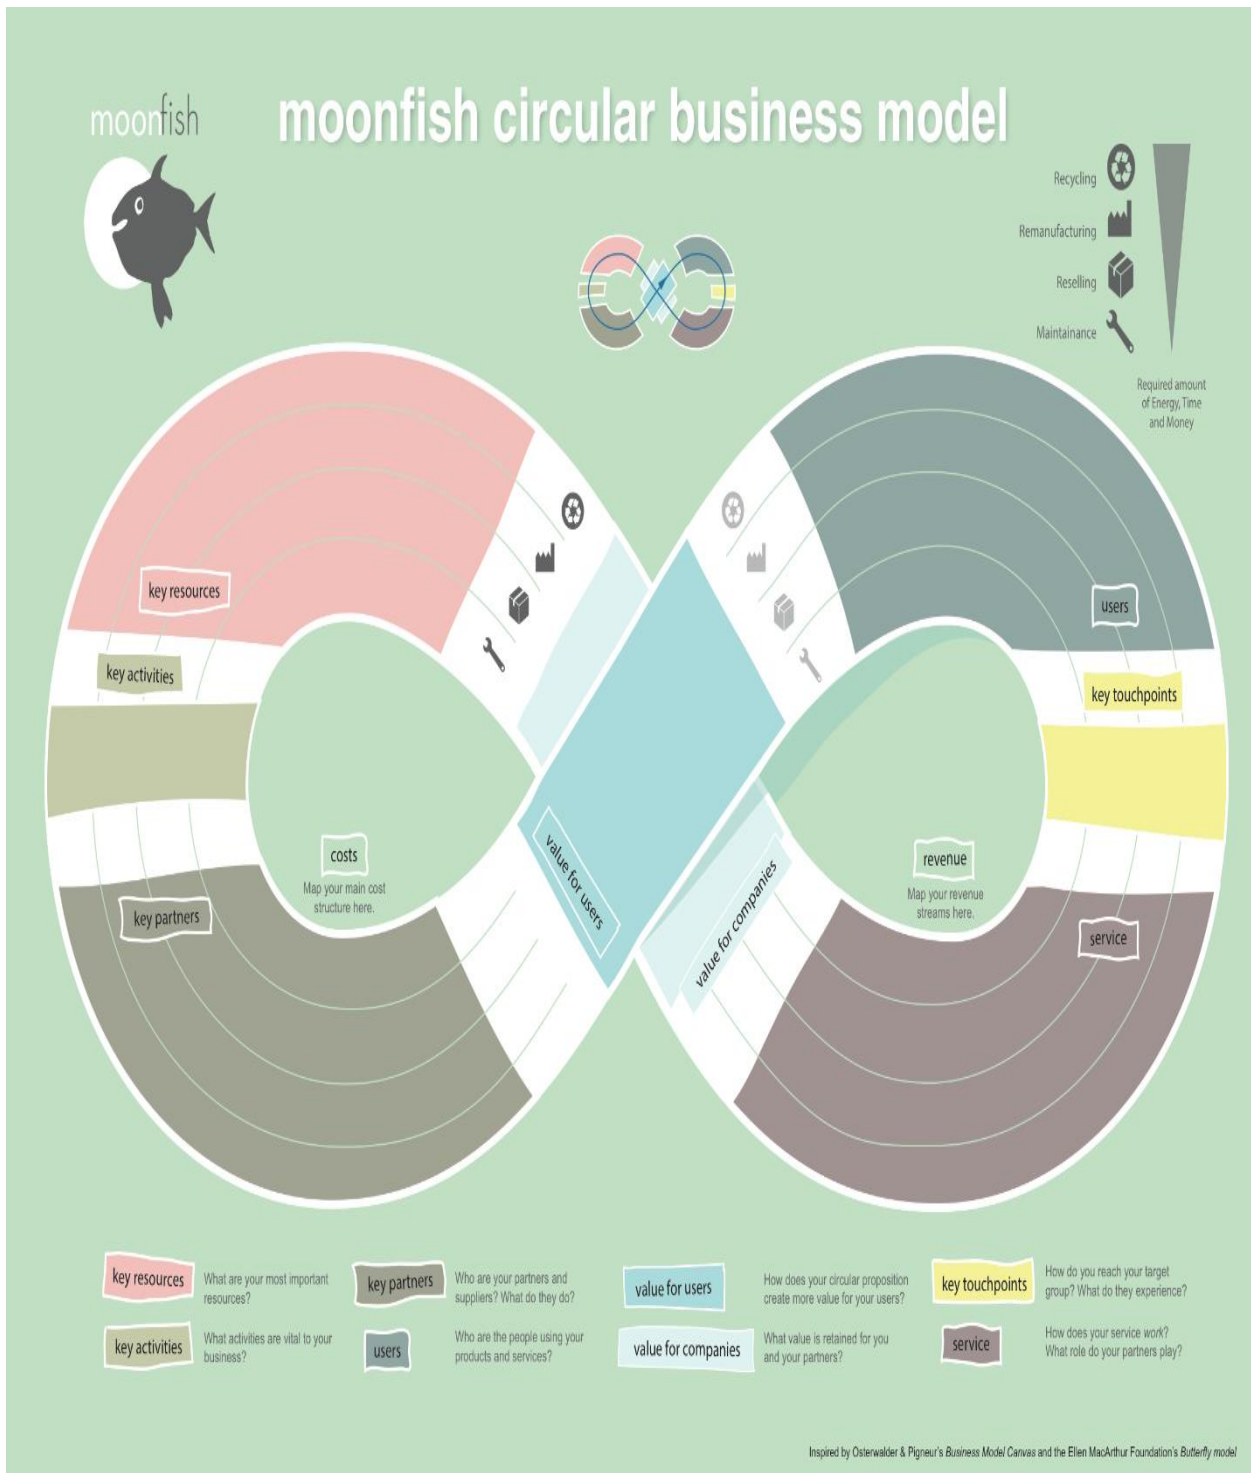 moonfish
moonfish circular business model
Recycling
Remanufacturing
Reselling
Maintainance
Required amount
of Energy, Time
and Money
key resources
users
key activities
key touchpoints
costs
Map your main cost
structure here.
value for users
value for companies
revenue
Map your revenue
streams here.
key partners
service
key resources
What are your most important
resources?
key partners
Who are your partners and
suppliers? What do they do?
value for users
How does your circular proposition
create more value for your users?
key touchpoints
How do you reach your target
group? What do they experience?
key activities
What activities are vital to your
business?
users
Who are the people using your
products and services?
value for companies
What value is retained for you
and your partners?
service
How does your service work?
What role do your partners play?
Inspired by Osterwalder & Pigneur's Business Model Canvas and the Ellen MacArthur Foundation's Butterfly model